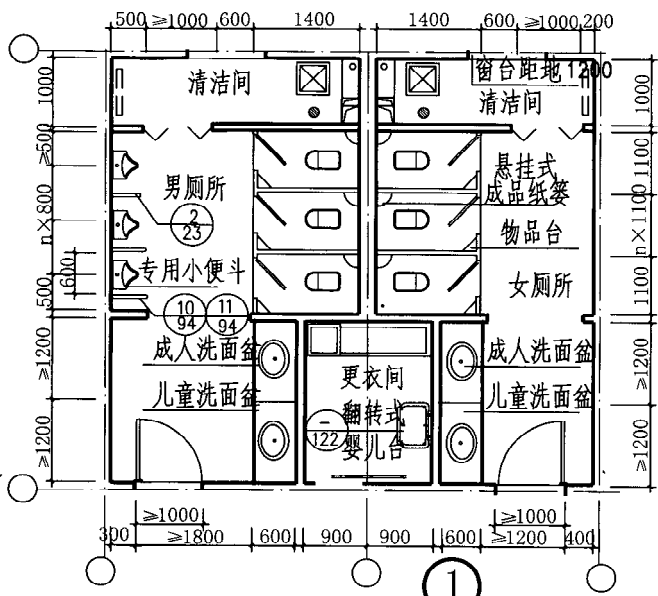 500 ≥1000 600 1400 1400 600 ≥1000 200
窗台距地1200
清洁间
清洁间
1000
1000
≥500
1100
悬挂式
成品纸篓
男厕所
2
23
n×800
n×1100
物品台
专用小便斗
女厕所
600
500
1100
10
94
11
94
成人洗面盆
成人洗面盆
≥1200
≥1200
更衣间
儿童洗面盆
儿童洗面盆
翻转式
婴儿台
–
122
≥1200
≥1200
≥1000
≥1000
300 ≥1800 600 900 900 600 ≥1200 400
1